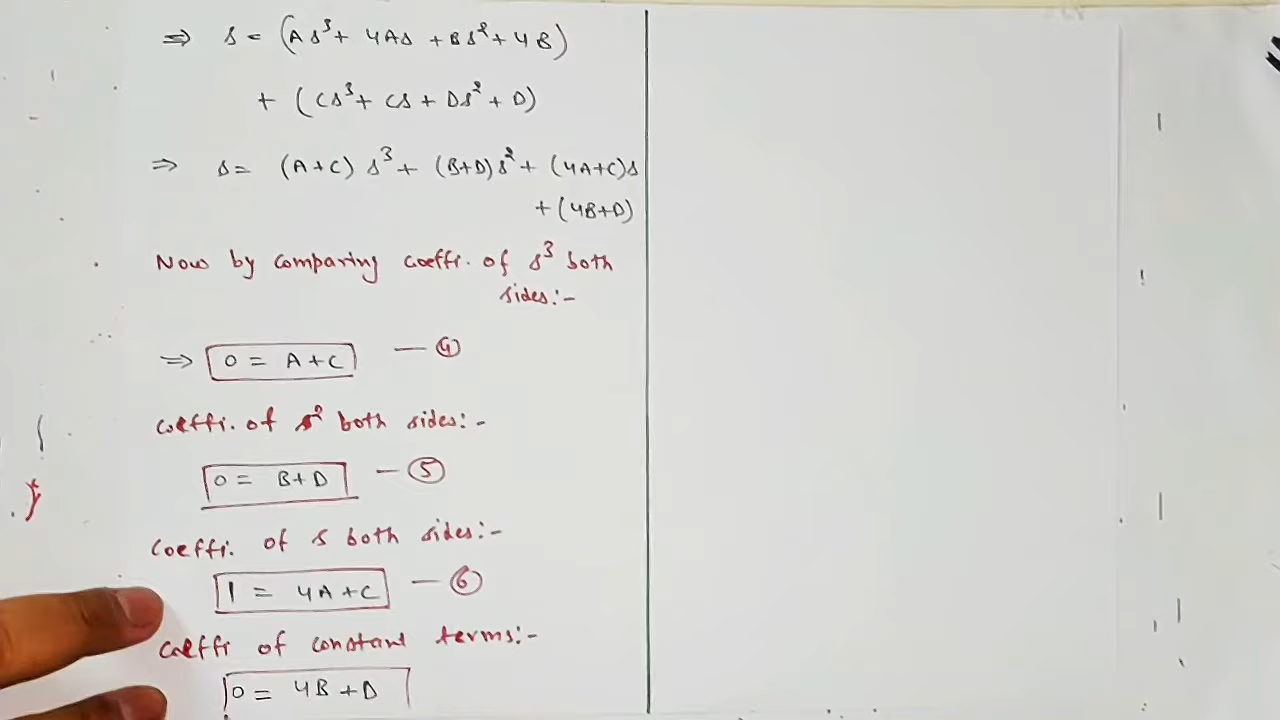 ⇒ s = (As³ + 4As + Bs² + 4B)
+ (Cs³ + Cs + Ds² + D)
⇒ s = (A+C) s³ + (B+D)s² + (4A+C)s
+ (4B+D)
Now by comparing coeffi. of s³ both
sides:-
⇒ 0 = A+C — ④
coeffi. of s² both sides:-
0 = B+D — ⑤
coeffi. of s both sides:-
1 = 4A+C — ⑥
coeffi of constant terms:-
0 = 4B+D